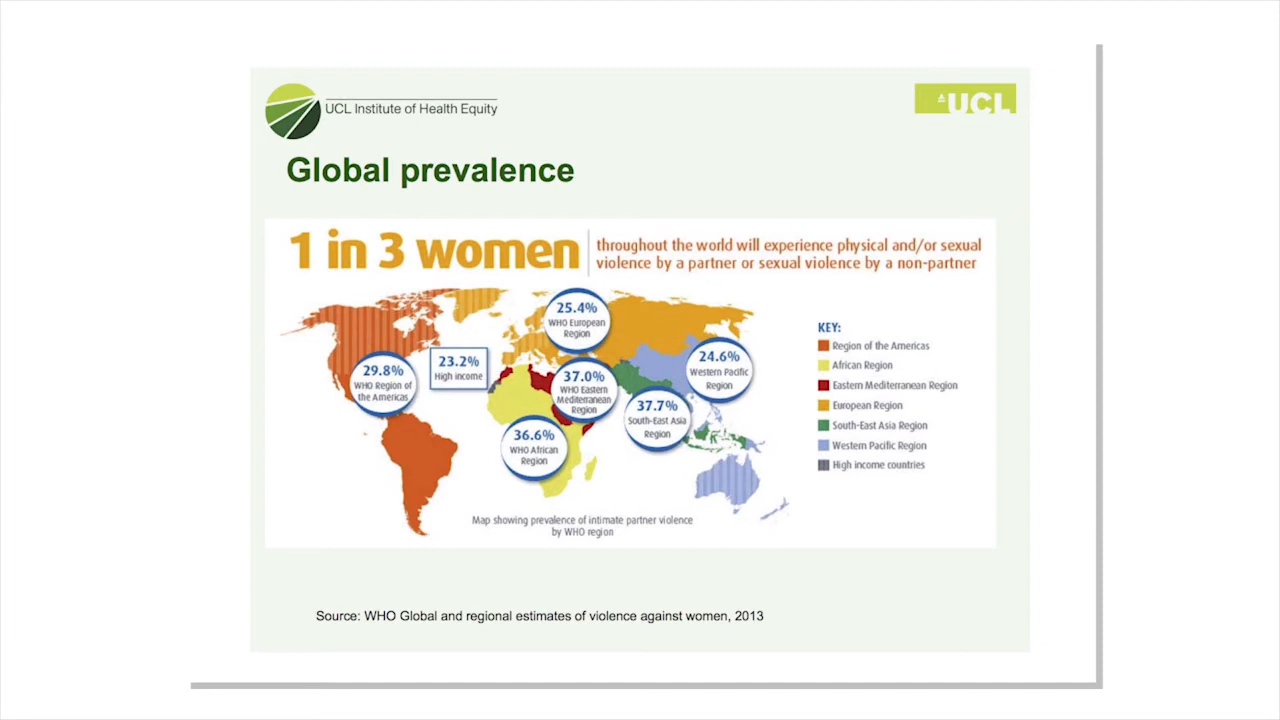 UCL Institute of Health Equity
UCL
Global prevalence
1 in 3 women
throughout the world will experience physical and/or sexual
violence by a partner or sexual violence by a non-partner
25.4%
WHO European
Region
23.2%
High income
29.8%
WHO Region of
the Americas
37.0%
WHO Eastern
Mediterranean
Region
24.6%
Western Pacific
Region
37.7%
South-East Asia
Region
36.6%
WHO African
Region
KEY:
Region of the Americas
African Region
Eastern Mediterranean Region
European Region
South-East Asia Region
Western Pacific Region
High income countries
Map showing prevalence of intimate partner violence
by WHO region
Source: WHO Global and regional estimates of violence against women, 2013